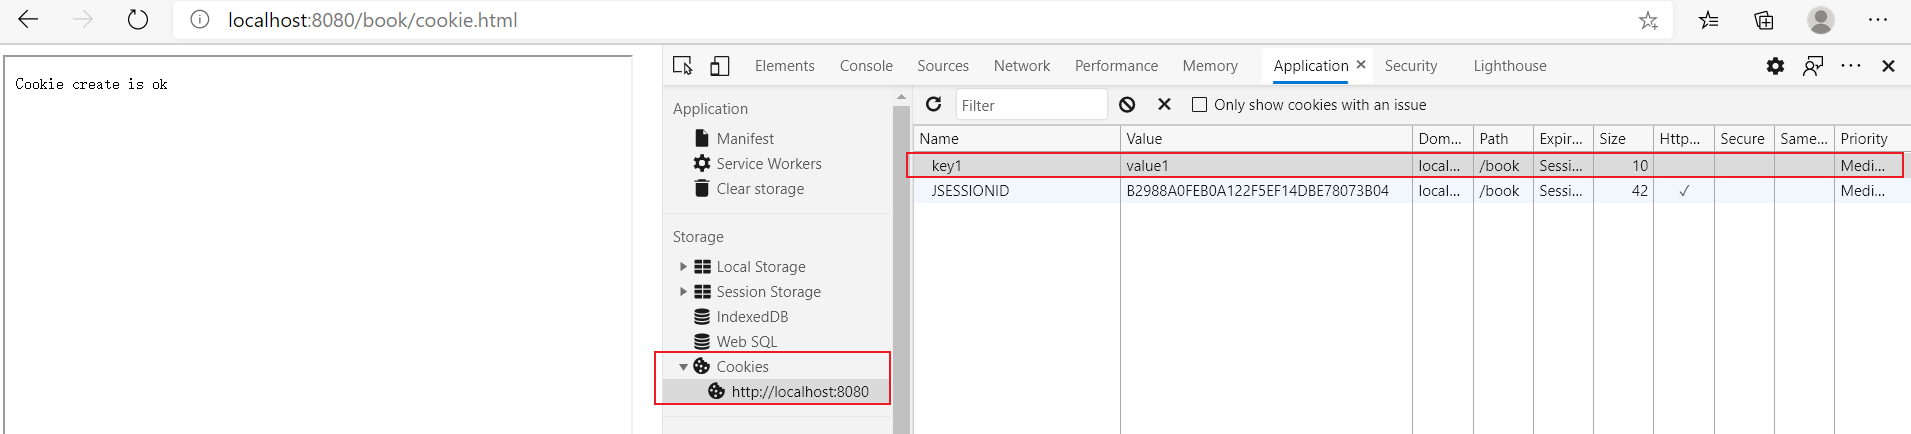 localhost:8080/book/cookie.html
Cookie create is ok
Elements Console Sources Network Performance Memory Application Security Lighthouse
Application
Manifest
Service Workers
Clear storage
Storage
Local Storage
Session Storage
IndexedDB
Web SQL
Cookies
http://localhost:8080
Filter Only show cookies with an issue
Name Value Dom... Path Expir... Size Http... Secure Same... Priority
key1 value1 local... /book Sessi... 10 Medi...
JSESSIONID B2988A0FEB0A122F5EF14DBE78073B04 local... /book Sessi... 42 ✓ Medi...